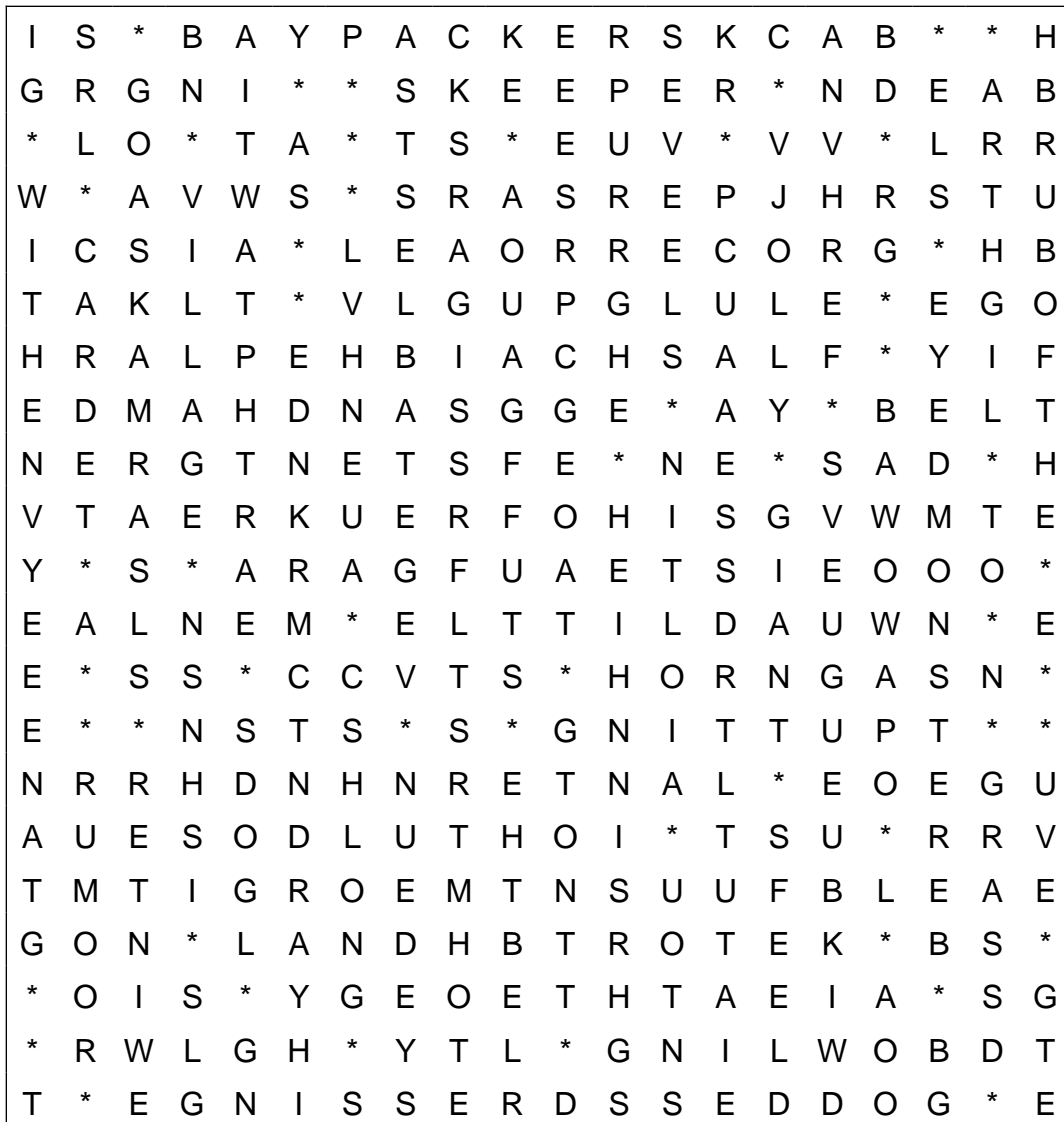 I S * B A Y P A C K E R S K C A B * * H
G R G N I * * S K E E P E R * N D E A B
* L O * T A * T S * E U V * V V * L R R
W * A V W S * S R A S R E P J H R S T U
I C S I A * L E A O R R E C O R G * H B
T A K L T * V L G U P G L U L E * E G O
H R A L P E H B I A C H S A L F * Y I F
E D M A H D N A S G G E * A Y * B E L T
N E R G T N E T S F E * N E * S A D * H
V T A E R K U E R F O H I S G V W M T E
Y * S * A R A G F U A E T S I E O O O *
E A L N E M * E L T T I L D A U W N * E
E * S S * C C V T S * H O R N G A S N *
E * * N S T S * S * G N I T T U P T * *
N R R H D N H N R E T N A L * E O E G U
A U E S O D L U T H O I * T S U * R R V
T M T I G R O E M T N S U U F B L E A E
G O N * L A N D H B T R O T E K * B S *
* O I S * Y G E O E T H T A E I A * S G
* R W L G H * Y T L * G N I L W O B D T
T * E G N I S S E R D S S E D D O G * E